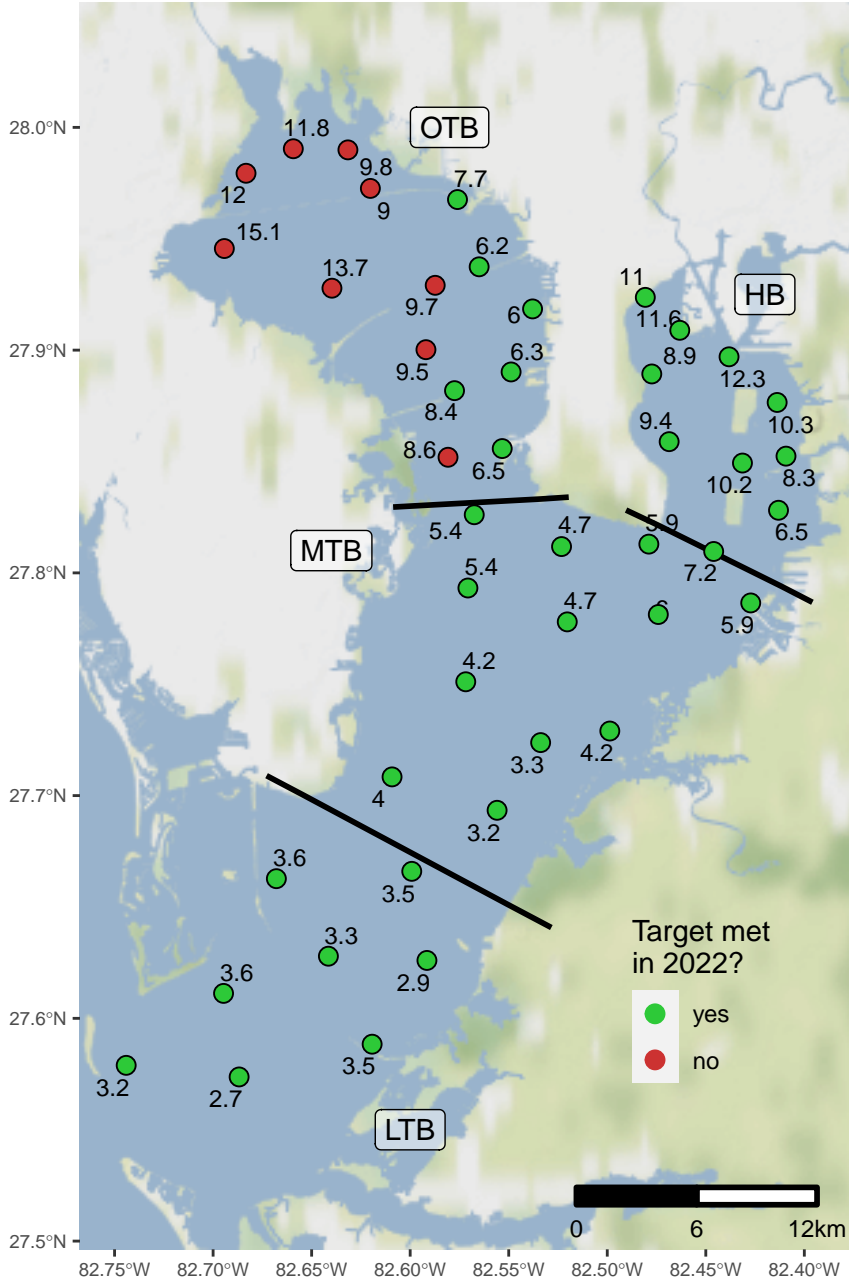 28.0°N
27.9°N
27.8°N
27.7°N
27.6°N
27.5°N
OTB
11.8
9.8
7.7
12
9
15.1
6.2
13.7
9.7
6
11
HB
11.6
9.5
6.3
8.9
12.3
8.4
10.3
9.4
8.6
6.5
10.2
8.3
MTB
5.4
4.7
5.9
6.5
7.2
5.4
4.7
6
5.9
4.2
3.3
4.2
4
3.2
3.6
3.5
3.3
2.9
3.6
3.5
3.2
2.7
LTB
Target met
in 2022?
yes
no
0 6 12km
82.75°W 82.70°W 82.65°W 82.60°W 82.55°W 82.50°W 82.45°W 82.40°W